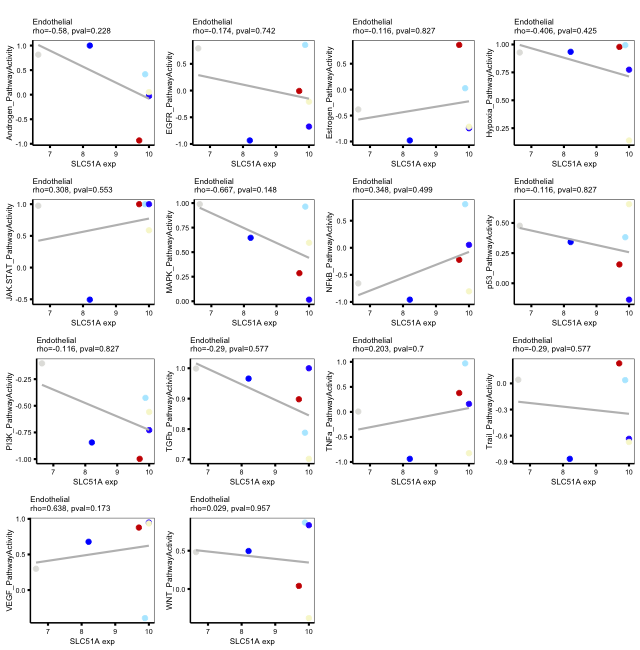 Endothelial
rho=-0.58, pval=0.228
Androgen_PathwayActivity
1.0
0.5
0.0
-0.5
-1.0
7 8 9 10
SLC51A exp
Endothelial
rho=-0.174, pval=0.742
EGFR_PathwayActivity
0.5
0.0
-0.5
-1.0
7 8 9 10
SLC51A exp
Endothelial
rho=-0.116, pval=0.827
Estrogen_PathwayActivity
0.5
0.0
-0.5
-1.0
7 8 9 10
SLC51A exp
Endothelial
rho=-0.406, pval=0.425
Hypoxia_PathwayActivity
1.00
0.75
0.50
0.25
7 8 9 10
SLC51A exp
Endothelial
rho=0.308, pval=0.553
JAK-STAT_PathwayActivity
1.0
0.5
0.0
-0.5
7 8 9 10
SLC51A exp
Endothelial
rho=-0.667, pval=0.148
MAPK_PathwayActivity
1.00
0.75
0.50
0.25
0.00
7 8 9 10
SLC51A exp
Endothelial
rho=0.348, pval=0.499
NFkB_PathwayActivity
0.5
0.0
-0.5
-1.0
7 8 9 10
SLC51A exp
Endothelial
rho=-0.116, pval=0.827
p53_PathwayActivity
0.50
0.25
0.00
7 8 9 10
SLC51A exp
Endothelial
rho=-0.116, pval=0.827
PI3K_PathwayActivity
-0.25
-0.50
-0.75
-1.00
7 8 9 10
SLC51A exp
Endothelial
rho=-0.29, pval=0.577
TGFb_PathwayActivity
1.0
0.9
0.8
0.7
7 8 9 10
SLC51A exp
Endothelial
rho=0.203, pval=0.7
TNFa_PathwayActivity
1.0
0.5
0.0
-0.5
-1.0
7 8 9 10
SLC51A exp
Endothelial
rho=-0.29, pval=0.577
Trail_PathwayActivity
0.0
-0.3
-0.6
-0.9
7 8 9 10
SLC51A exp
Endothelial
rho=0.638, pval=0.173
VEGF_PathwayActivity
1.0
0.5
0.0
7 8 9 10
SLC51A exp
Endothelial
rho=0.029, pval=0.957
WNT_PathwayActivity
0.5
0.0
7 8 9 10
SLC51A exp